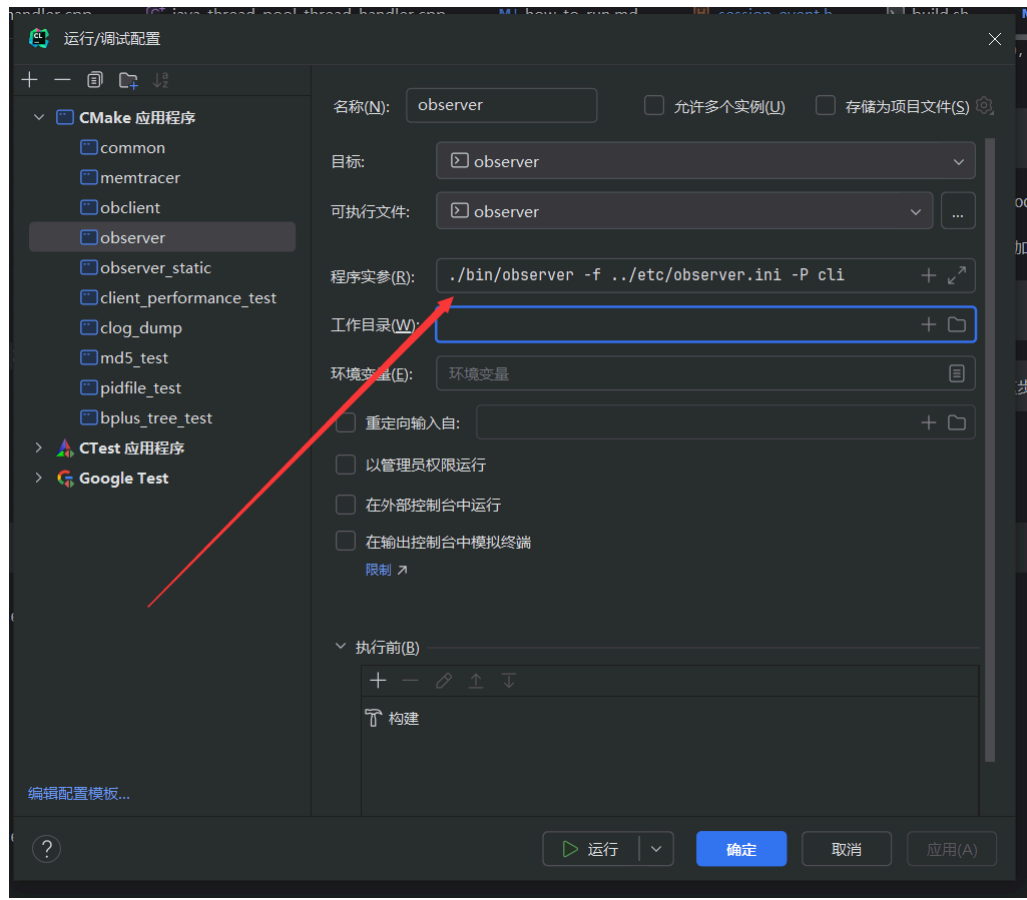 运行/调试配置
名称(N):
observer
允许多个实例(U)
存储为项目文件(S)
CMake 应用程序
common
memtracer
obclient
observer
observer_static
client_performance_test
clog_dump
md5_test
pidfile_test
bplus_tree_test
CTest 应用程序
Google Test
目标:
observer
可执行文件:
observer
...
程序实参(R):
./bin/observer -f ../etc/observer.ini -P cli
工作目录(W):
环境变量(E):
环境变量
重定向输入自:
以管理员权限运行
在外部控制台中运行
在输出控制台中模拟终端
限制
执行前(B)
构建
编辑配置模板...
?
运行
确定
取消
应用(A)